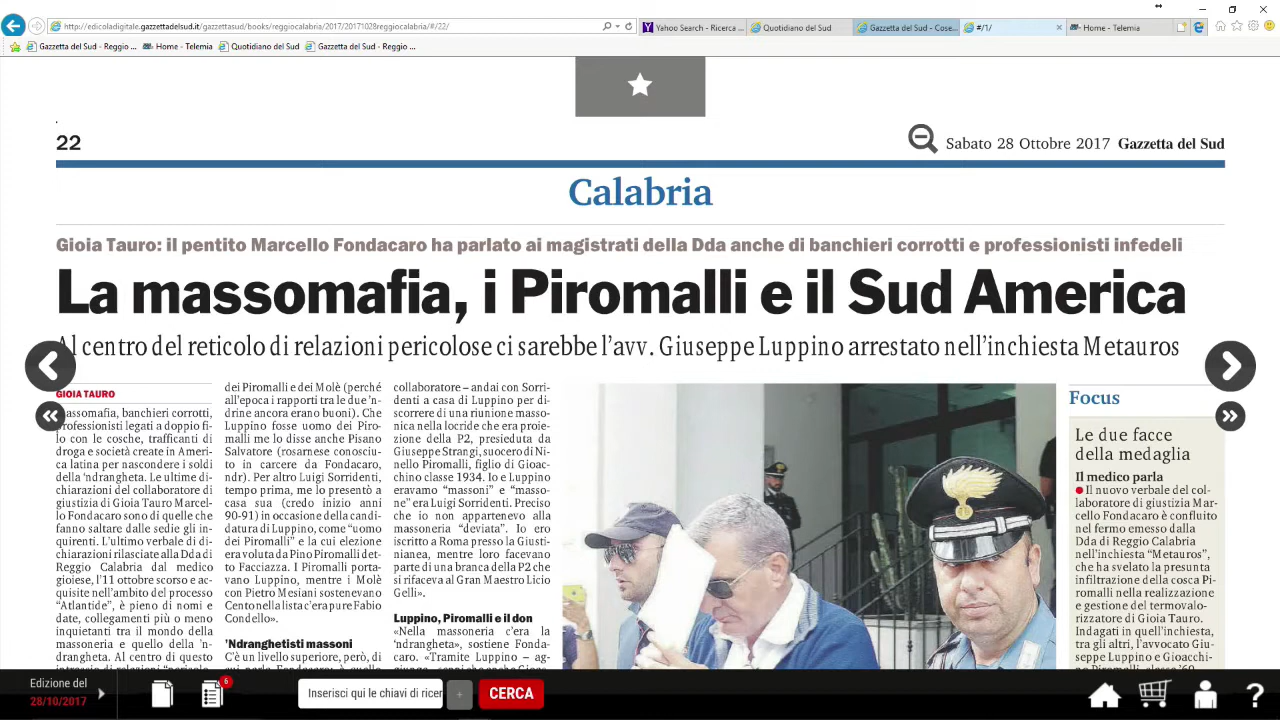 http://edicoladigitale.gazzettadelsud.it/gazzettasud/books/reggiocalabria/2017/20171028reggiocalabria/#/22/
Yahoo Search - Ricerca ...
Quotidiano del Sud
Gazzetta del Sud - Cose...
#/1/
Home - Telemia
Gazzetta del Sud - Reggio ...
Home - Telemia
Quotidiano del Sud
Gazzetta del Sud - Reggio ...
22
Sabato 28 Ottobre 2017 Gazzetta del Sud
Calabria
Gioia Tauro: il pentito Marcello Fondacaro ha parlato ai magistrati della Dda anche di banchieri corrotti e professionisti infedeli
La massomafia, i Piromalli e il Sud America
Al centro del reticolo di relazioni pericolose ci sarebbe l'avv. Giuseppe Luppino arrestato nell'inchiesta Metauros
GIOIA TAURO
massomafia, banchieri corrotti,
professionisti legati a doppio fi-
lo con le cosche, trafficanti di
droga e società create in Ameri-
ca latina per nascondere i soldi
della 'ndrangheta. Le ultime di-
chiarazioni del collaboratore di
giustizia di Gioia Tauro Marcel-
lo Fondacaro sono di quelle che
fanno saltare dalle sedie gli in-
quirenti. L'ultimo verbale di di-
chiarazioni rilasciate alla Dda di
Reggio Calabria dal medico
gioiese, l'11 ottobre scorso e ac-
quisite nell'ambito del processo
"Atlantide", è pieno di nomi e
date, collegamenti più o meno
inquietanti tra il mondo della
massoneria e quello della 'n-
drangheta. Al centro di questo
dei Piromalli e dei Molè (perché
all'epoca i rapporti tra le due 'n-
drine ancora erano buoni). Che
Luppino fosse uomo dei Piro-
malli me lo disse anche Pisano
Salvatore (rosarnese conosciu-
to in carcere da Fondacaro,
ndr). Per altro Luigi Sorridenti,
tempo prima, me lo presentò a
casa sua (credo inizio anni
90-91) in occasione della candi-
datura di Luppino, come "uomo
dei Piromalli" e la cui elezione
era voluta da Pino Piromalli det-
to Facciazza. I Piromalli porta-
vano Luppino, mentre i Molè
con Pietro Mesiani sostenevano
Cento nella lista c'era pure Fabio
Condello».
'Ndranghetisti massoni
C'è un livello superiore, però, di
cui parla Fondacaro: è quello
collaboratore – andai con Sorri-
denti a casa di Luppino per di-
scorrere di una riunione masso-
nica nella locride che era proie-
zione della P2, presieduta da
Giuseppe Strangi, suocero di Ni-
nello Piromalli, figlio di Gioac-
chino classe 1934. Io e Luppino
eravamo "massoni" e "masso-
ne" era Luigi Sorridenti. Preciso
che io non appartenevo alla
massoneria "deviata". Io ero
iscritto a Roma presso la Giusti-
nianea, mentre loro facevano
parte di una branca della P2 che
si rifaceva al Gran Maestro Licio
Gelli».
Luppino, Piromalli e il don
«Nella massoneria c'era la
'ndrangheta», sostiene Fonda-
caro. «Tramite Luppino – ag-
Focus
Le due facce
della medaglia
Il medico parla
Il nuovo verbale del col-
laboratore di giustizia Mar-
cello Fondacaro è confluito
nel fermo emesso dalla
Dda di Reggio Calabria
nell'inchiesta "Metauros",
che ha svelato la presunta
infiltrazione della cosca Pi-
romalli nella realizzazione
e gestione del termovalo-
rizzatore di Gioia Tauro.
Indagati in quell'inchiesta,
tra gli altri, l'avvocato Giu-
seppe Luppino e Gioacchi-
no Piromalli, classe '60
Edizione del
28/10/2017
6
Inserisci qui le chiavi di ricer
+
CERCA
?